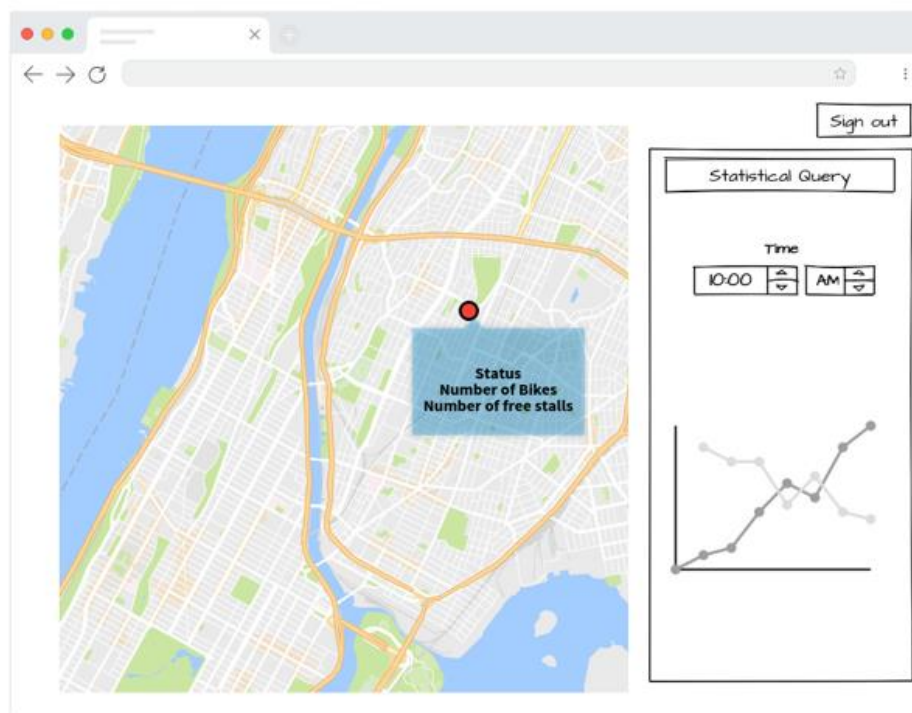 Sign out
Statistical Query
Time
10:00
AM
Status
Number of Bikes
Number of free stalls